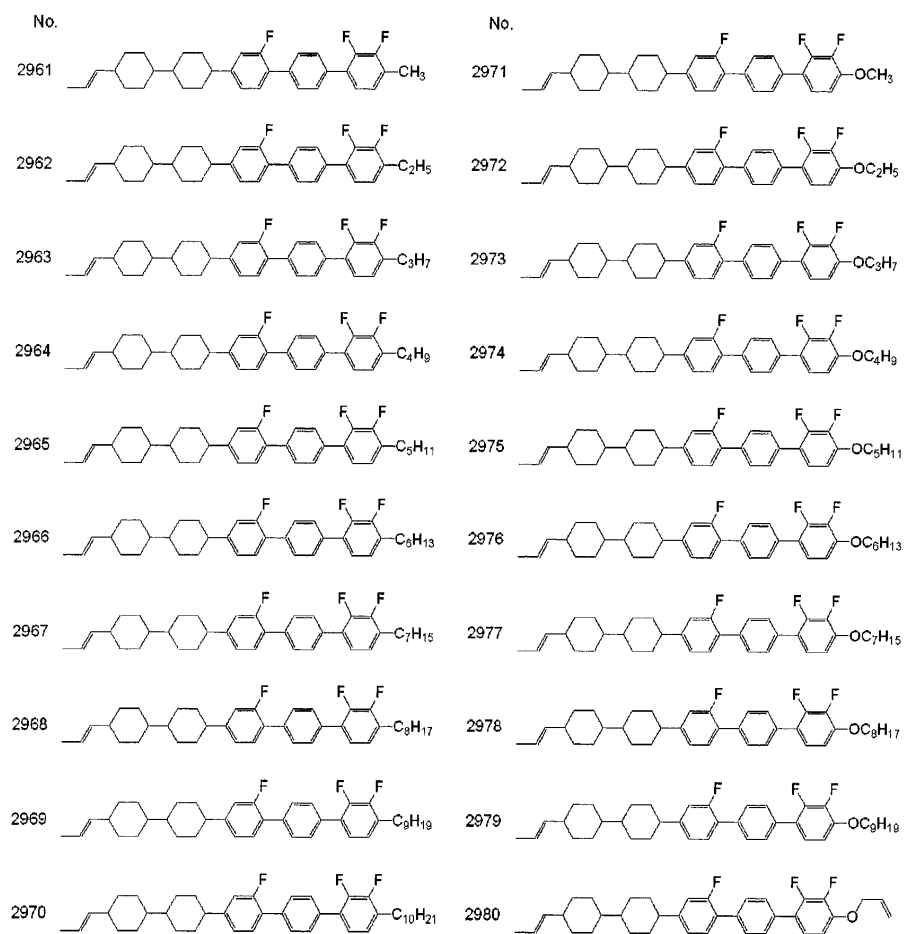 No. No.
F F F F F F
2961 CH3 2971 OCH3
F F F F F F
2962 C2H5 2972 OC2H5
F F F F F F
2963 C3H7 2973 OC3H7
F F F F F F
2964 C4H9 2974 OC4H9
F F F F F F
2965 C5H11 2975 OC5H11
F F F F F F
2966 C6H13 2976 OC6H13
F F F F F F
2967 C7H15 2977 OC7H15
F F F F F F
2968 C8H17 2978 OC8H17
F F F F F F
2969 C9H19 2979 OC9H19
F F F F F F
2970 C10H21 2980 O